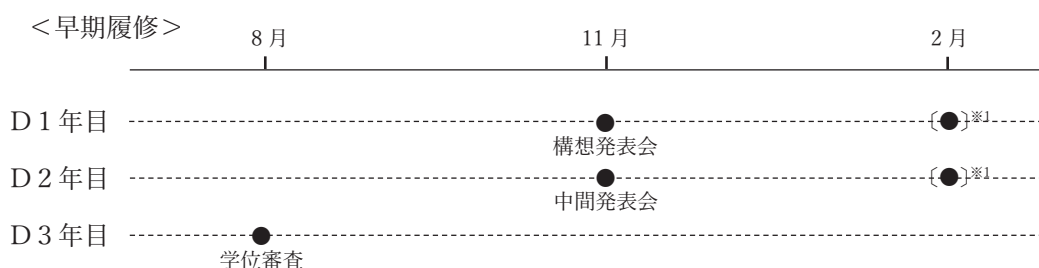 ＜早期履修＞
8月 11月 2月
D1年目 〔●〕※1
構想発表会
D2年目 〔●〕※1
中間発表会
D3年目
学位審査